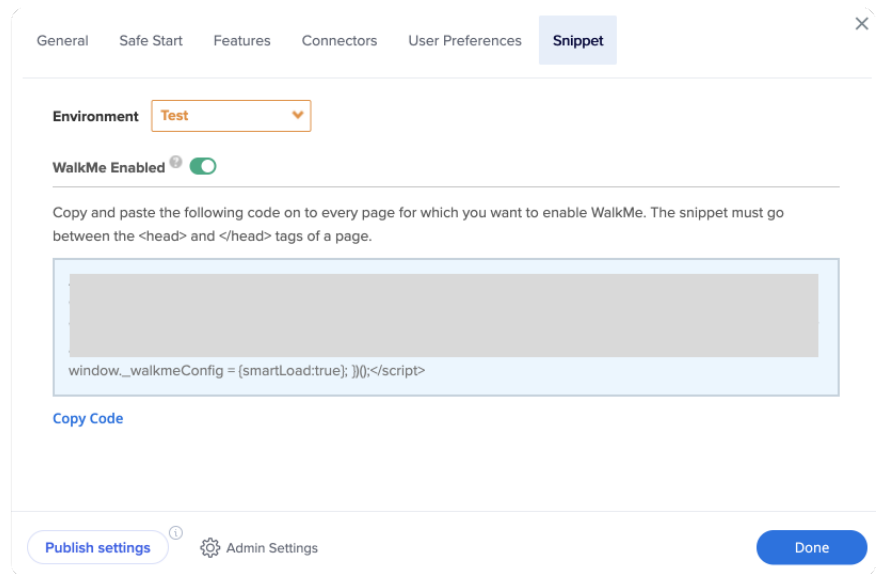 General Safe Start Features Connectors User Preferences Snippet
Environment Test
WalkMe Enabled ?
Copy and paste the following code on to every page for which you want to enable WalkMe. The snippet must go
between the <head> and </head> tags of a page.
window._walkmeConfig = {smartLoad:true}; })();</script>
Copy Code
Publish settings i Admin Settings Done